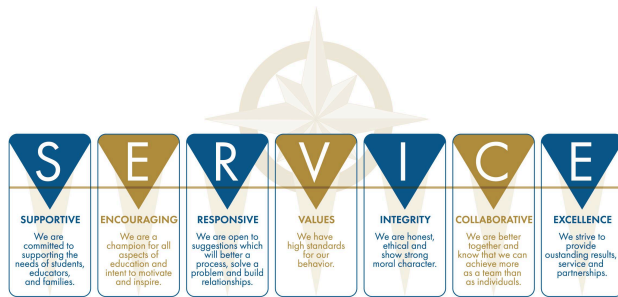 S E R V I C E
SUPPORTIVE
We are
committed to
supporting the
needs of students,
educators,
and families.
ENCOURAGING
We are a
champion for all
aspects of
education and
intent to motivate
and inspire.
RESPONSIVE
We are open to
suggestions which
will better a
process, solve a
problem and build
relationships.
VALUES
We have
high standards
for our
behavior.
INTEGRITY
We are honest,
ethical and
show strong
moral character.
COLLABORATIVE
We are better
together and
know that we can
achieve more
as a team than
as individuals.
EXCELLENCE
We strive to
provide
oustanding results,
service and
partnerships.